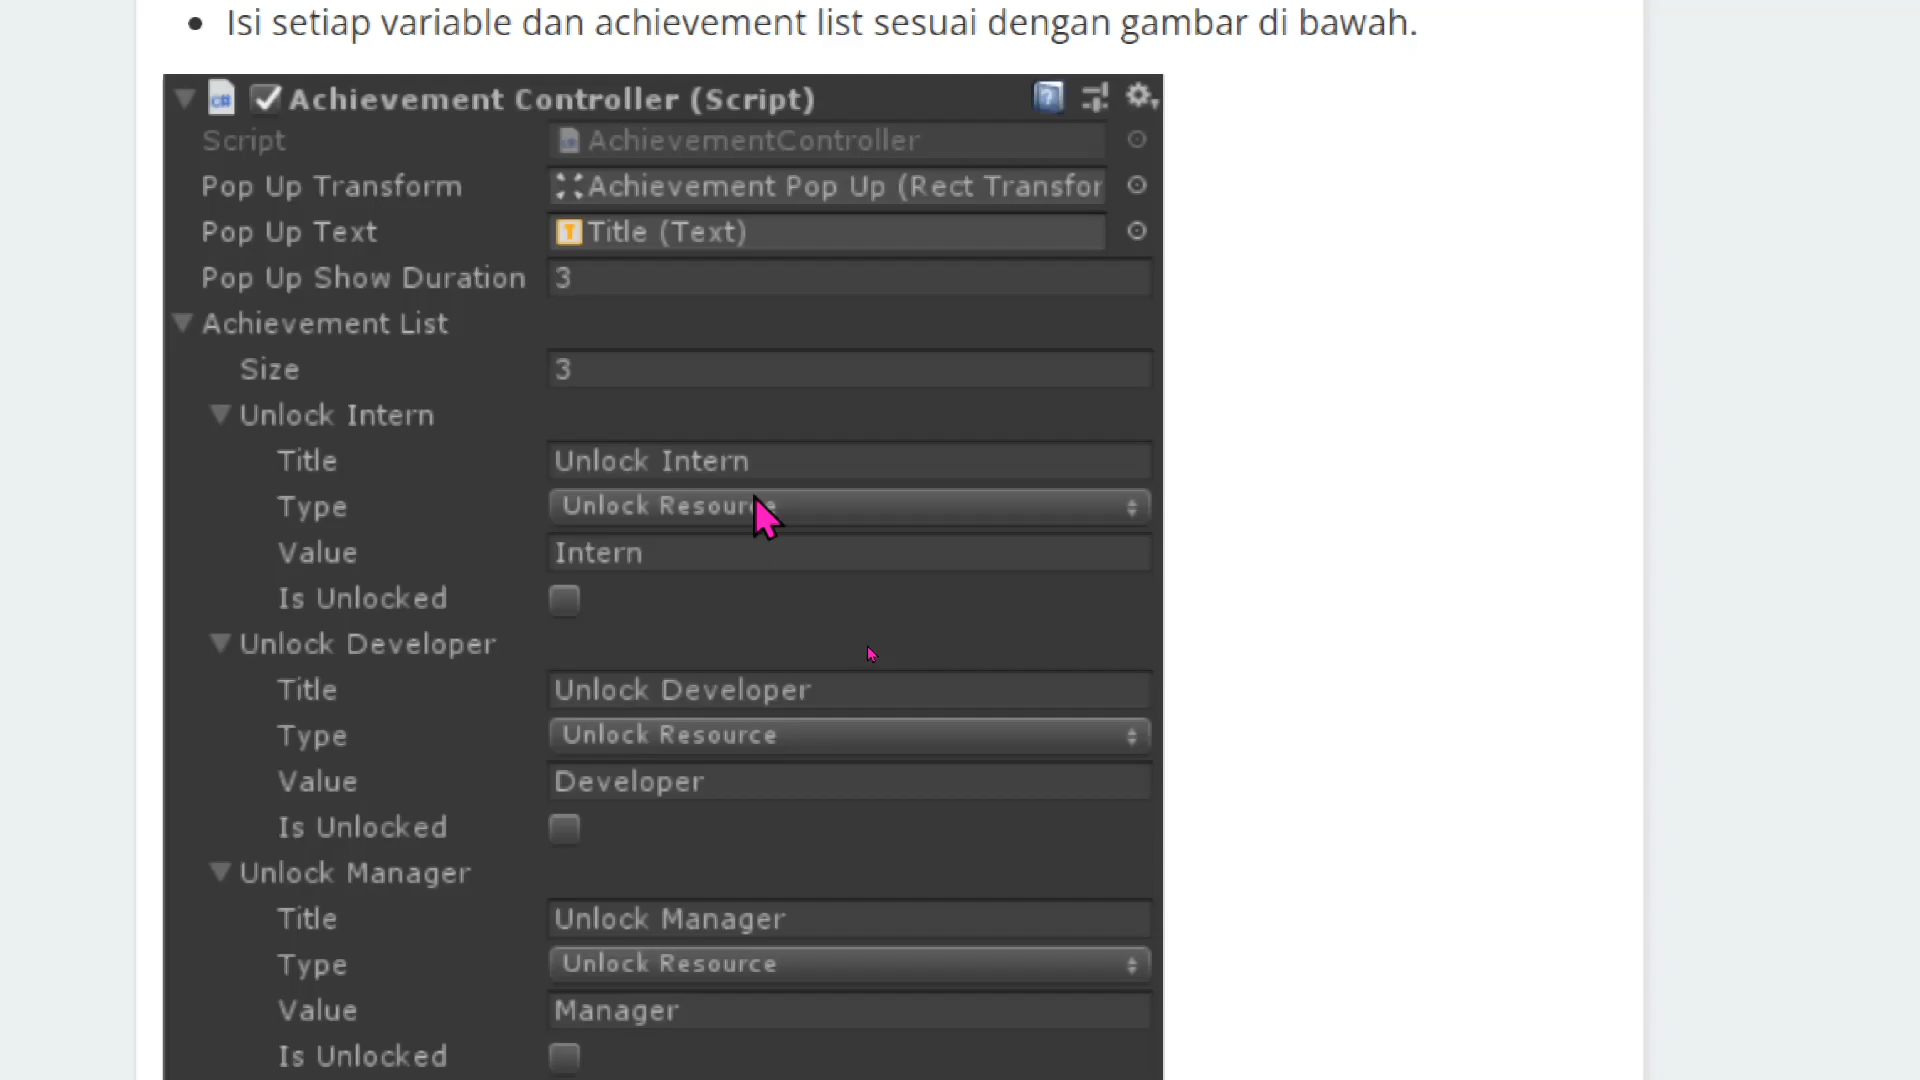 • Isi setiap variable dan achievement list sesuai dengan gambar di bawah.
Achievement Controller (Script)
Script AchievementController
Pop Up Transform Achievement Pop Up (Rect Transfor
Pop Up Text Title (Text)
Pop Up Show Duration 3
Achievement List
Size 3
Unlock Intern
Title Unlock Intern
Type Unlock Resource
Value Intern
Is Unlocked
Unlock Developer
Title Unlock Developer
Type Unlock Resource
Value Developer
Is Unlocked
Unlock Manager
Title Unlock Manager
Type Unlock Resource
Value Manager
Is Unlocked